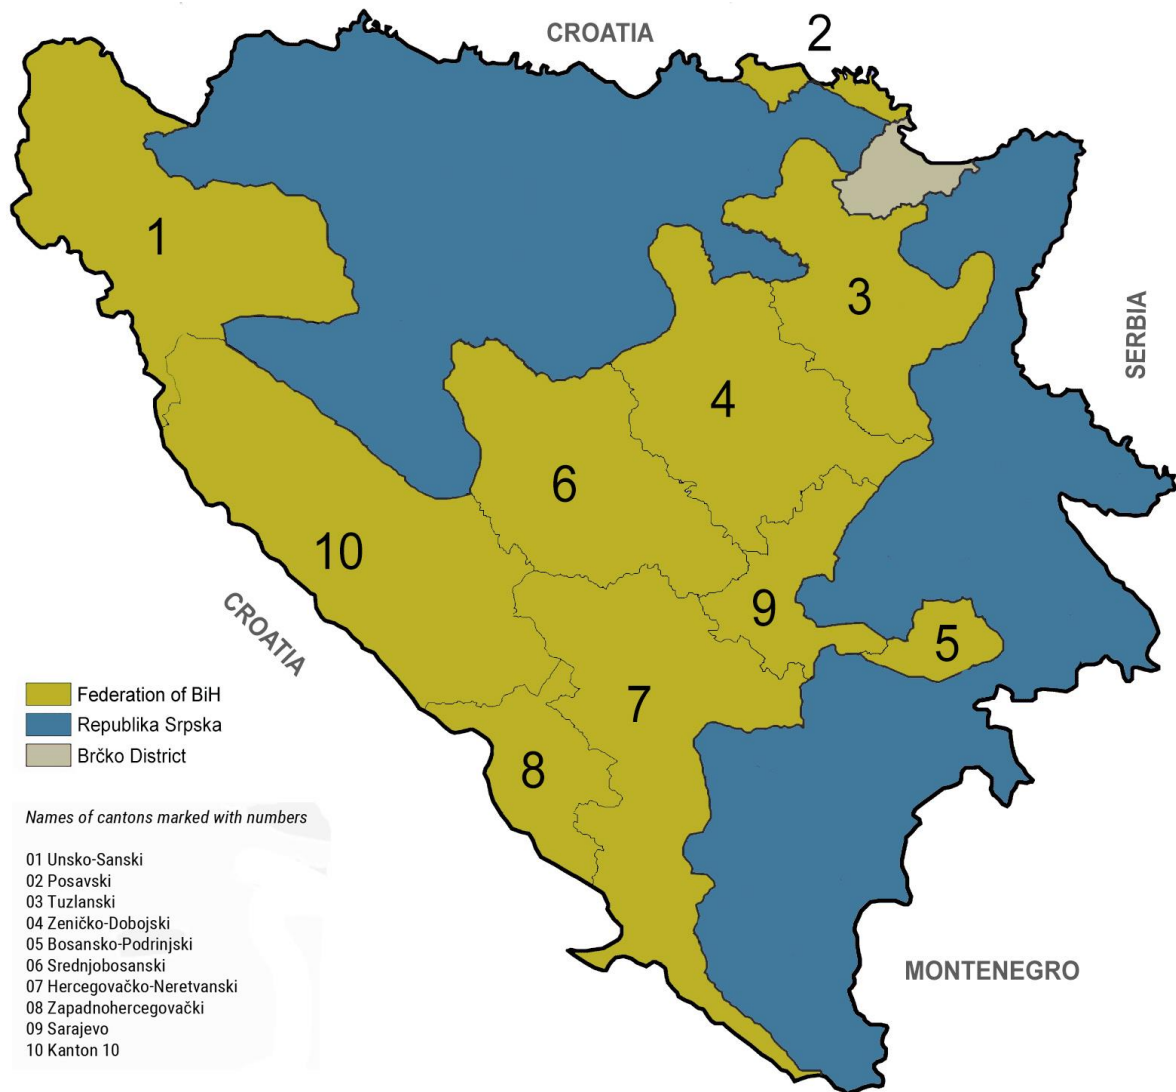 CROATIA
2
1
3
SERBIA
4
6
10
9
CROATIA
5
7
8
Federation of BiH
Republika Srpska
Brčko District
Names of cantons marked with numbers
01 Unsko-Sanski
02 Posavski
03 Tuzlanski
04 Zeničko-Dobojski
05 Bosansko-Podrinjski
06 Srednjobosanski
07 Hercegovačko-Neretvanski
08 Zapadnohercegovački
09 Sarajevo
10 Kanton 10
MONTENEGRO